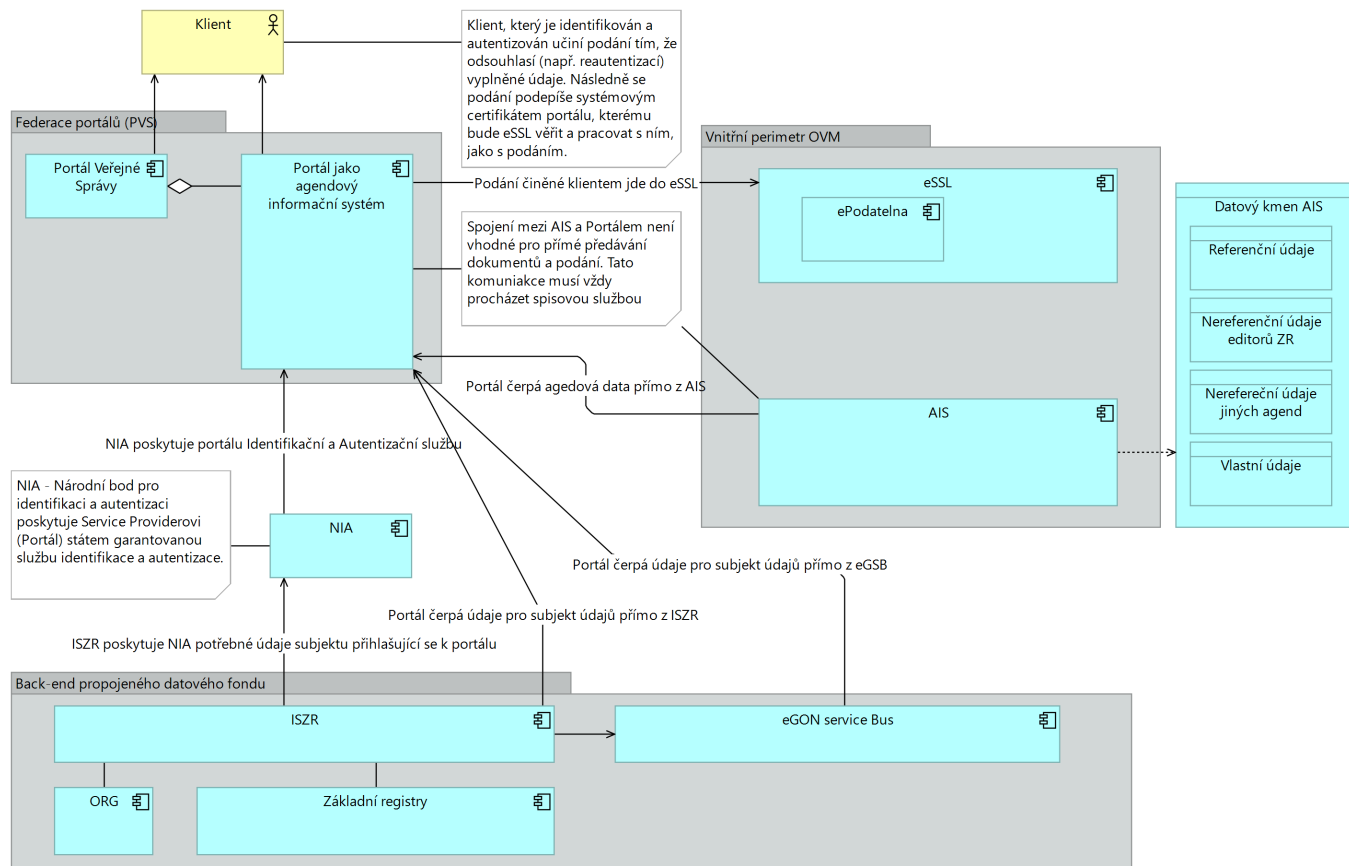 Klient
Klient, který je identifikován a
autentizován učiní podání tím, že
odsouhlasí (např. reautentizací)
vyplněné údaje. Následně se
podání podepíše systémovým
certifikátem portálu, kterému
bude eSSL věřit a pracovat s ním,
jako s podáním.
Federace portálů (PVS)
Portál Veřejné
Správy
Portál jako
agendový
informační systém
Podání činěné klientem jde do eSSL
Vnitřní perimetr OVM
eSSL
ePodatelna
Spojení mezi AIS a Portálem není
vhodné pro přímé předávání
dokumentů a podání. Tato
komuniakce musí vždy
procházet spisovou službou
Datový kmen AIS
Referenční údaje
Nereferenční údaje
editorů ZR
Nerefereční údaje
jiných agend
Vlastní údaje
Portál čerpá agedová data přímo z AIS
AIS
NIA poskytuje portálu Identifikační a Autentizační službu
NIA - Národní bod pro
identifikaci a autentizaci
poskytuje Service Providerovi
(Portál) státem garantovanou
službu identifikace a autentizace.
NIA
Portál čerpá údaje pro subjekt údajů přímo z eGSB
Portál čerpá údaje pro subjekt údajů přímo z ISZR
ISZR poskytuje NIA potřebné údaje subjektu přihlašující se k portálu
Back-end propojeného datového fondu
ISZR
eGON service Bus
ORG
Základní registry